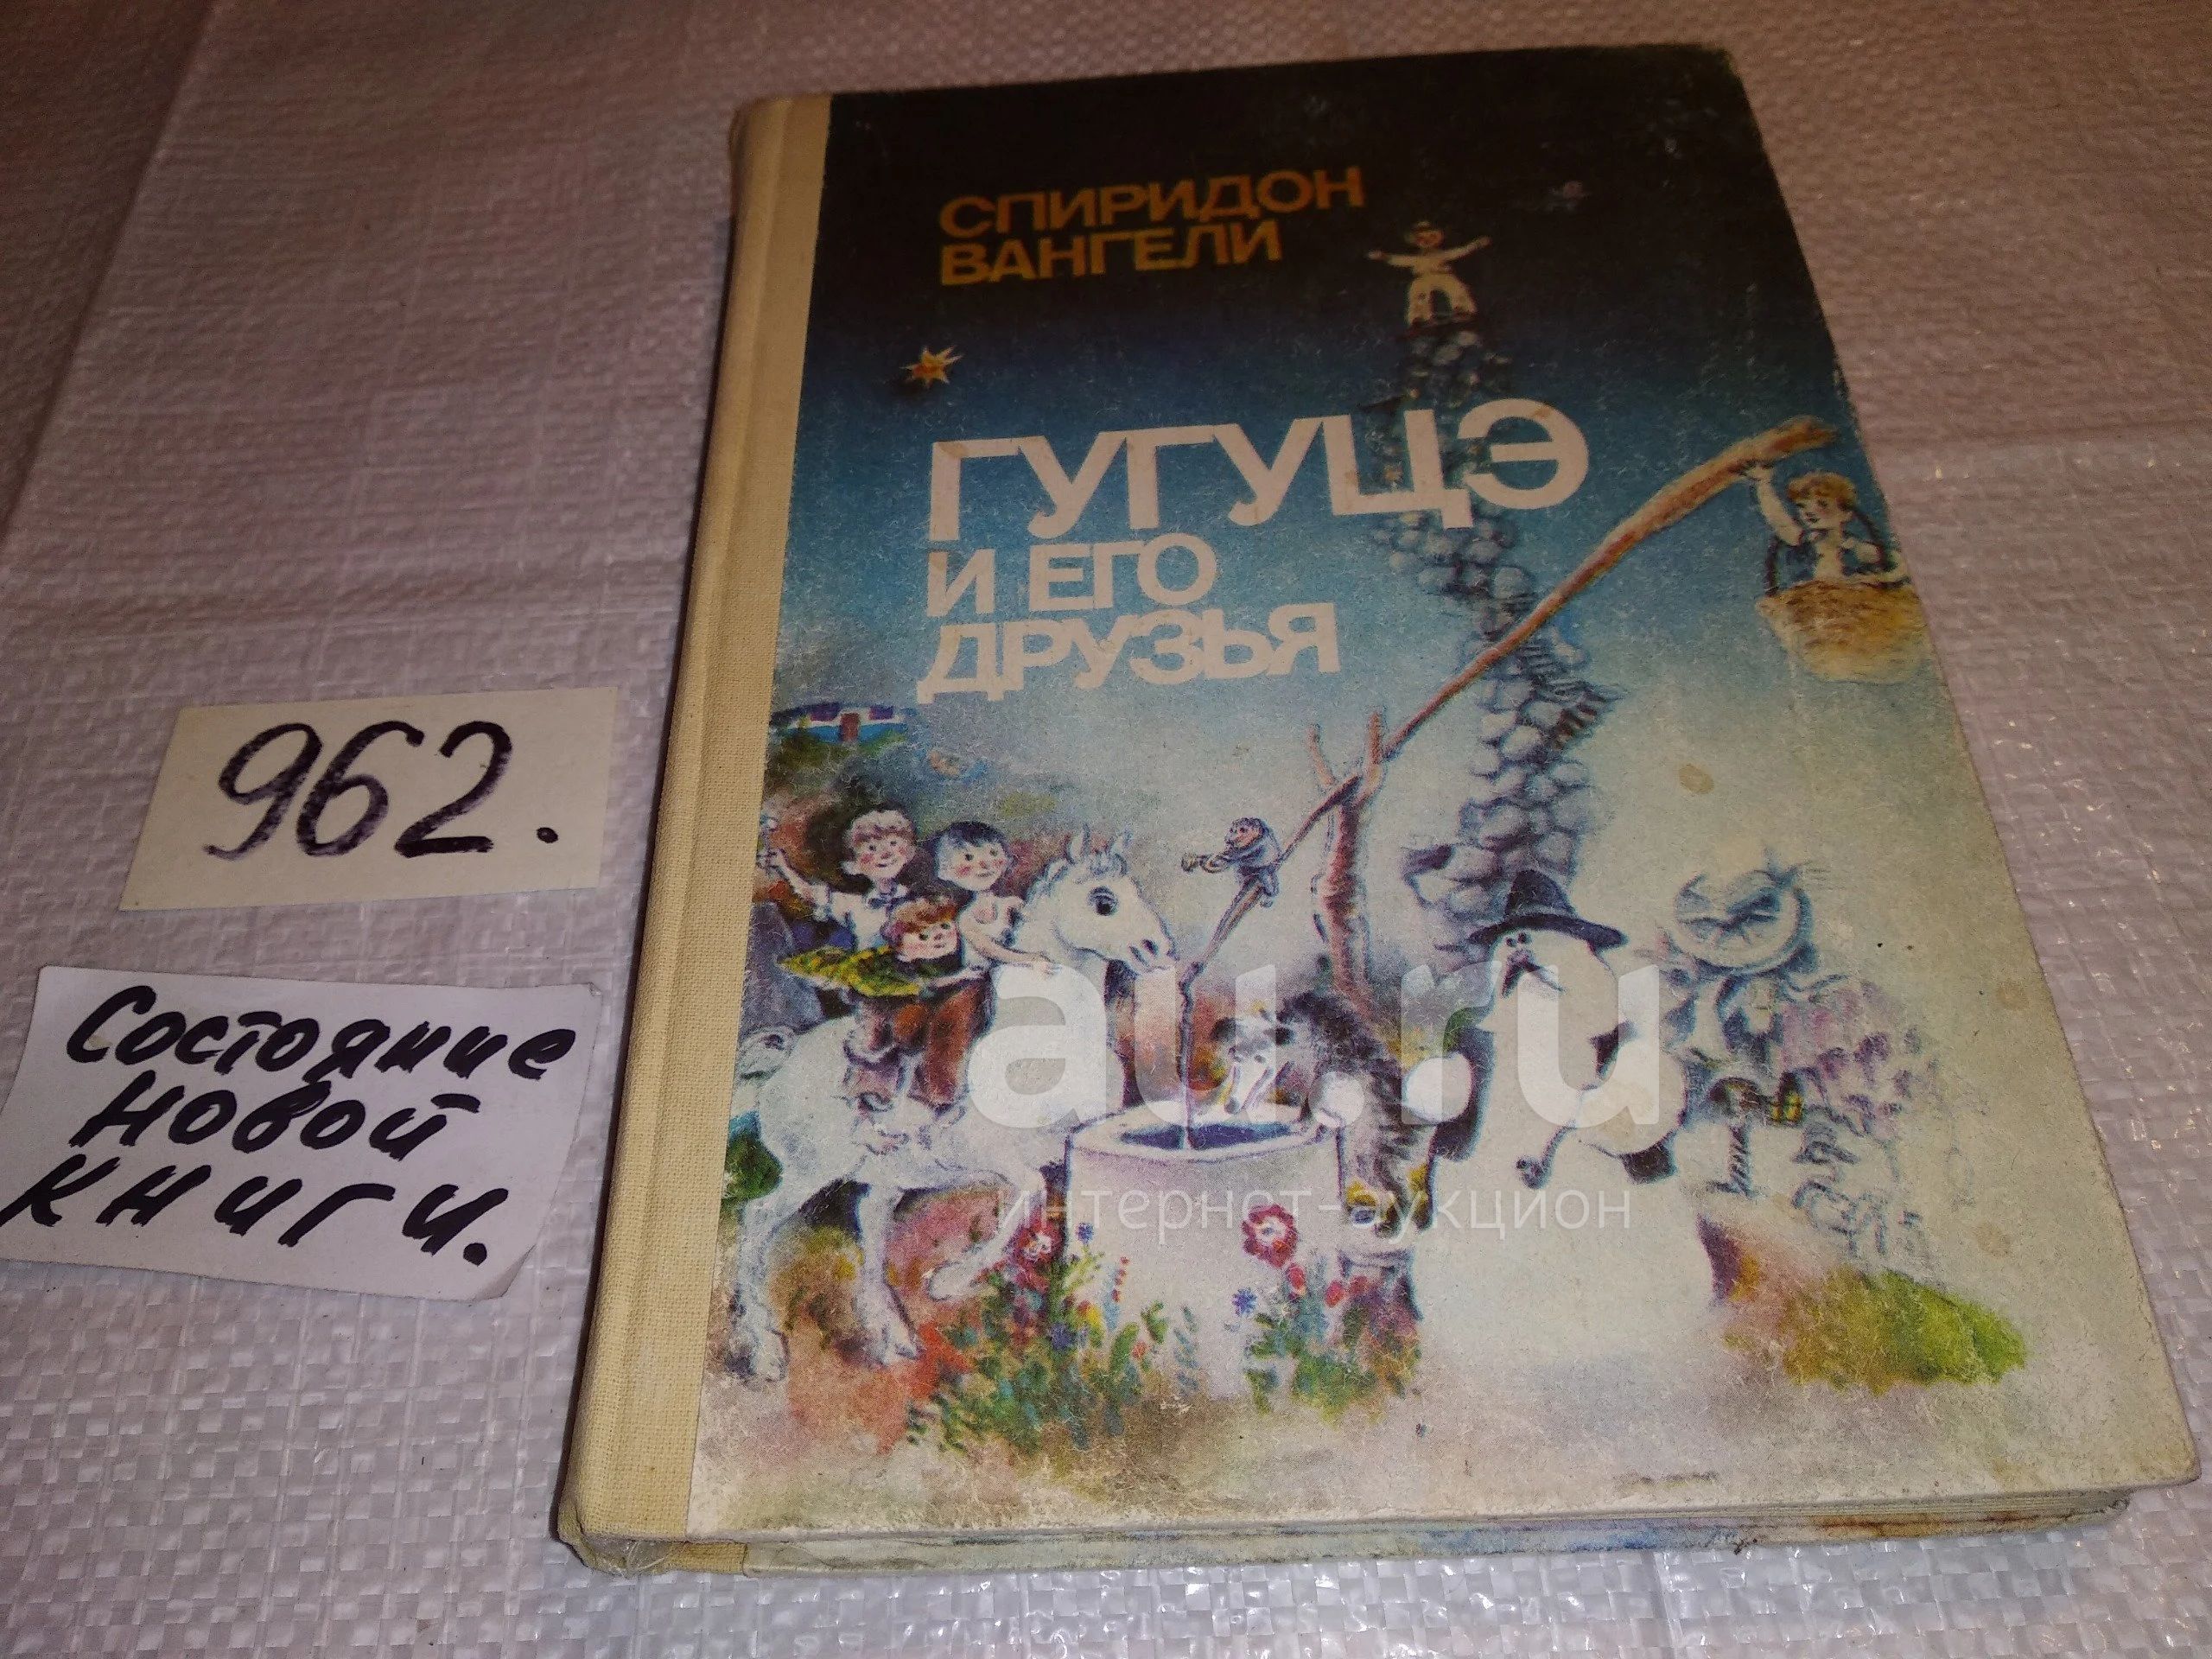 СПИРИДОН
ВАНГЕЛИ
ГУГУЦЭ
И ЕГО
ДРУЗЬЯ
962.
Состояние
новой
книги.
au.ru
интернет-аукцион